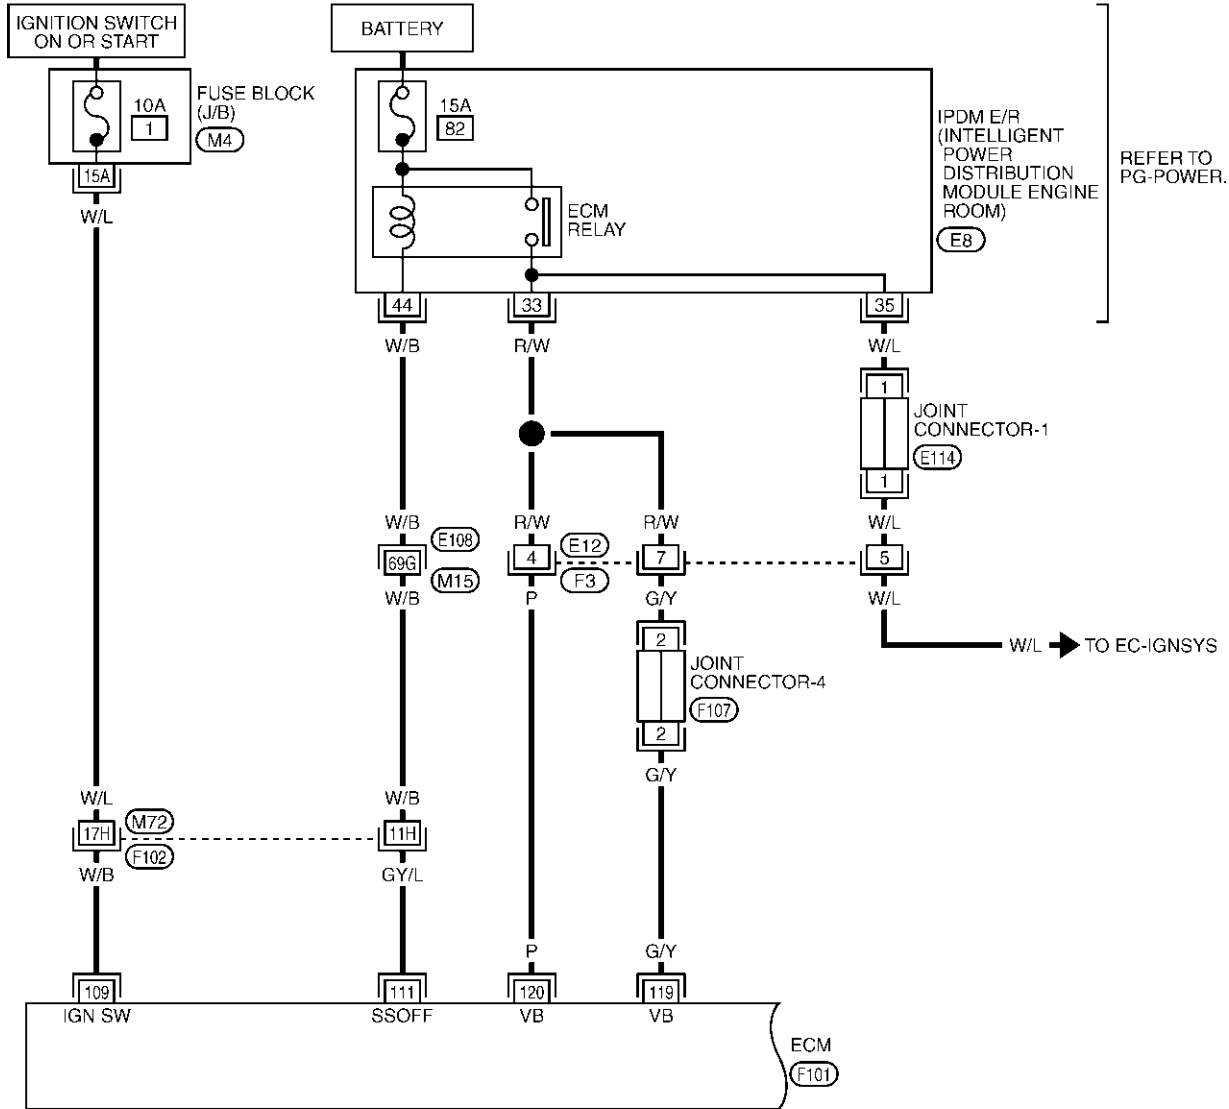 IGNITION SWITCH
ON OR START
BATTERY
10A
1
FUSE BLOCK
(J/B)
M4
15A
82
IPDM E/R
(INTELLIGENT
POWER
DISTRIBUTION
MODULE ENGINE
ROOM)
E8
REFER TO
PG-POWER.
15A
W/L
ECM
RELAY
44
33
35
W/B
R/W
W/L
1
JOINT
CONNECTOR-1
E114
1
W/B
R/W
R/W
W/L
69G
E108
M15
4
E12
F3
7
5
W/B
P
G/Y
W/L
2
JOINT
CONNECTOR-4
F107
2
W/L
TO EC-IGNSYS
G/Y
W/L
W/B
17H
M72
F102
11H
W/B
GY/L
P
G/Y
109
111
120
119
IGN SW
SSOFF
VB
VB
ECM
F101